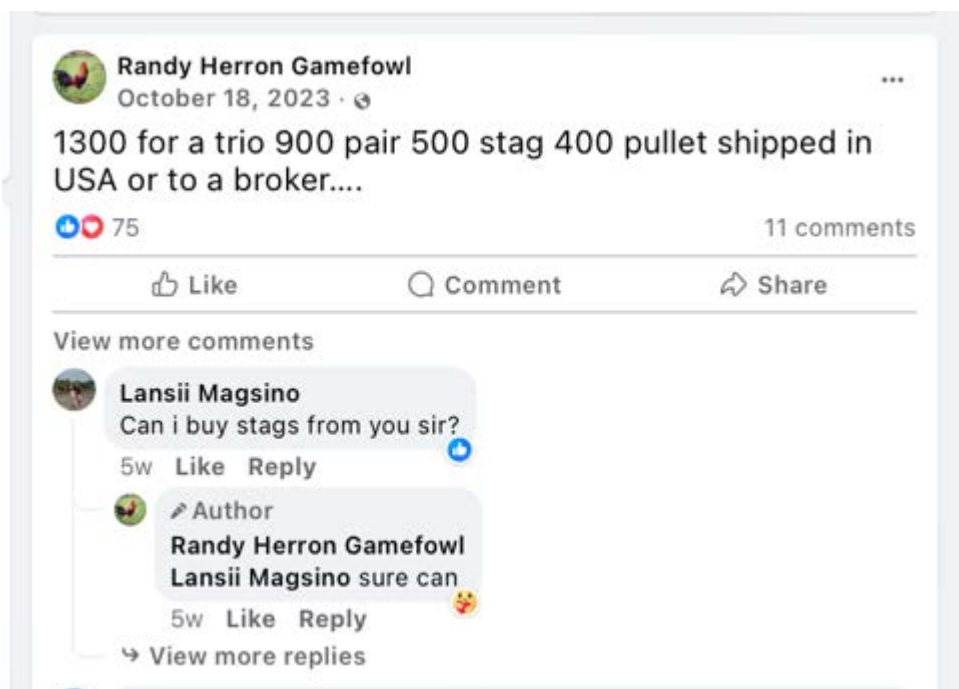 Randy Herron Gamefowl
October 18, 2023 ·
1300 for a trio 900 pair 500 stag 400 pullet shipped in
USA or to a broker....
75
11 comments
Like
Comment
Share
View more comments
Lansii Magsino
Can i buy stags from you sir?
5w Like Reply
Author
Randy Herron Gamefowl
Lansii Magsino sure can
5w Like Reply
View more replies